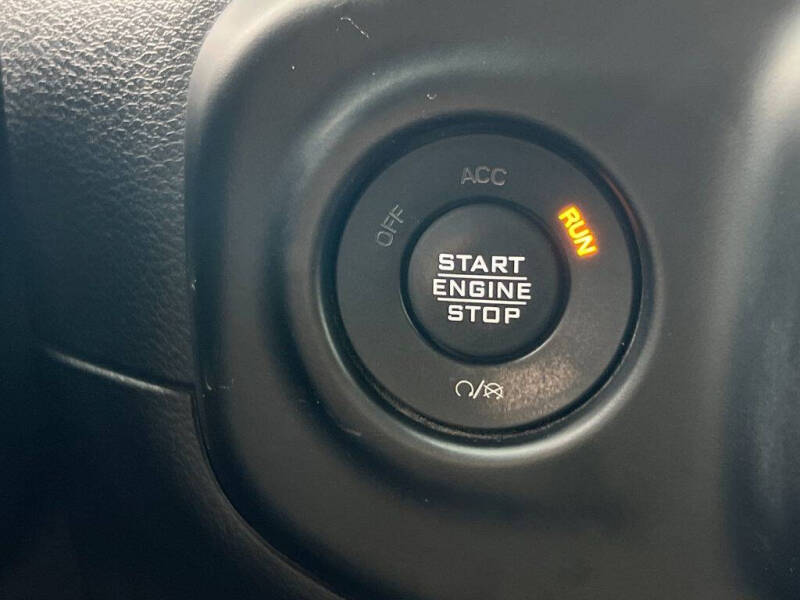 ACC
OFF
RUN
START
ENGINE
STOP